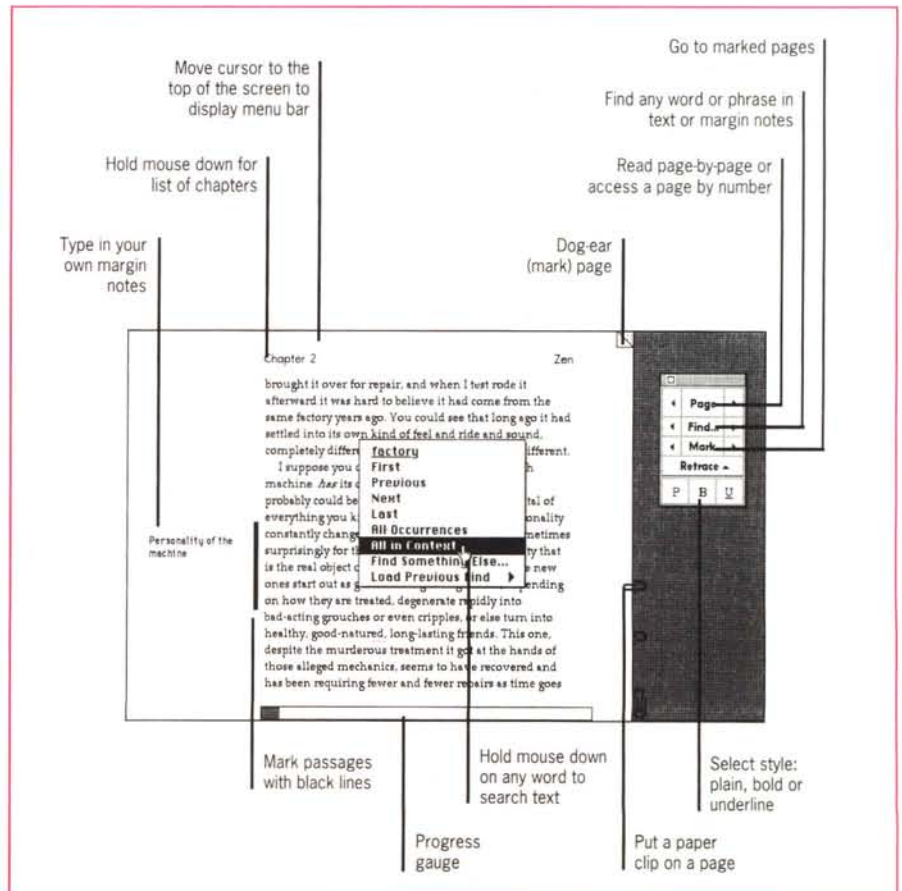 Go to marked pages
Move cursor to the
top of the screen to
display menu bar
Find any word or phrase in
text or margin notes
Hold mouse down for
list of chapters
Read page-by-page or
access a page by number
Type in your
own margin
notes
Dog-ear
(mark) page
Chapter 2
Zen
brought it over for repair, and when I test rode it
afterward it was hard to believe it had come from the
same factory years ago. You could see that long ago it had
settled into its own kind of feel and ride and sound,
completely differe ifferent.
I suppose you
machine has its
probably could be tal of
everything you k onality
constantly change metimes
surprisingly for t ty that
is the real object new
ones start out as pending
on how they are treated, degenerate rapidly into
bad-acting grouches or even cripples, or else turn into
healthy, good-natured, long-lasting friends. This one,
despite the murderous treatment it got at the hands of
those alleged mechanics, seems to have recovered and
has been requiring fewer and fewer repairs as time goes
factory
First
Previous
Next
Last
All Occurrences
All in Context
Find Something Else...
Load Previous Find
Personality of the
machine
Page
Find...
Mark
Retrace
P B U
Mark passages
with black lines
Hold mouse down
on any word to
search text
Select style:
plain, bold or
underline
Progress
gauge
Put a paper
clip on a page